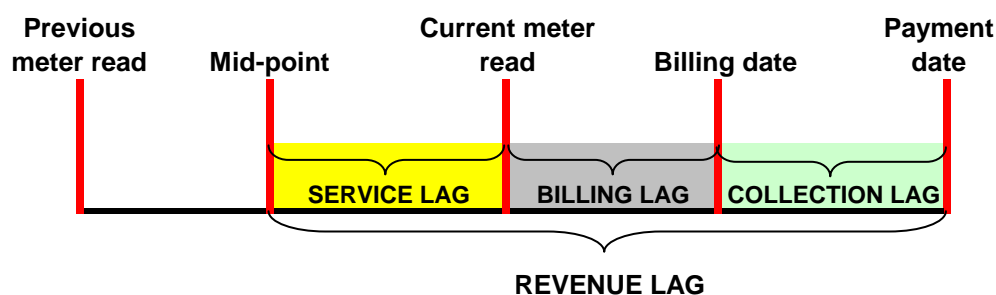 Previous
meter read
Mid-point
Current meter
read
Billing date
Payment
date
SERVICE LAG
BILLING LAG
COLLECTION LAG
REVENUE LAG